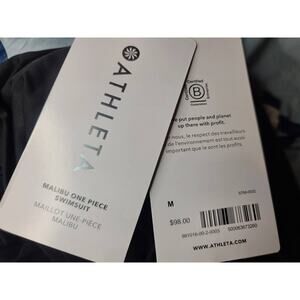 ATHLETA
MALIBU ONE PIECE
SWIMSUIT
MAILLOT UNE-PIÈCE
MALIBU
Certified
B
Corporation
We put people and planet
up there with profit.
nous, le respect des travailleurs
de l'environnement est tout aussi
important que le sont les profits.
M
$98.00
WWW.ATHLETA.COM